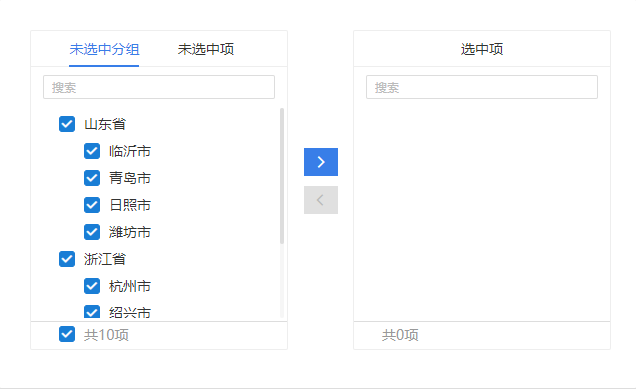 未选中分组 未选中项
搜索
山东省
临沂市
青岛市
日照市
潍坊市
浙江省
杭州市
绍兴市
共10项
选中项
搜索
共0项